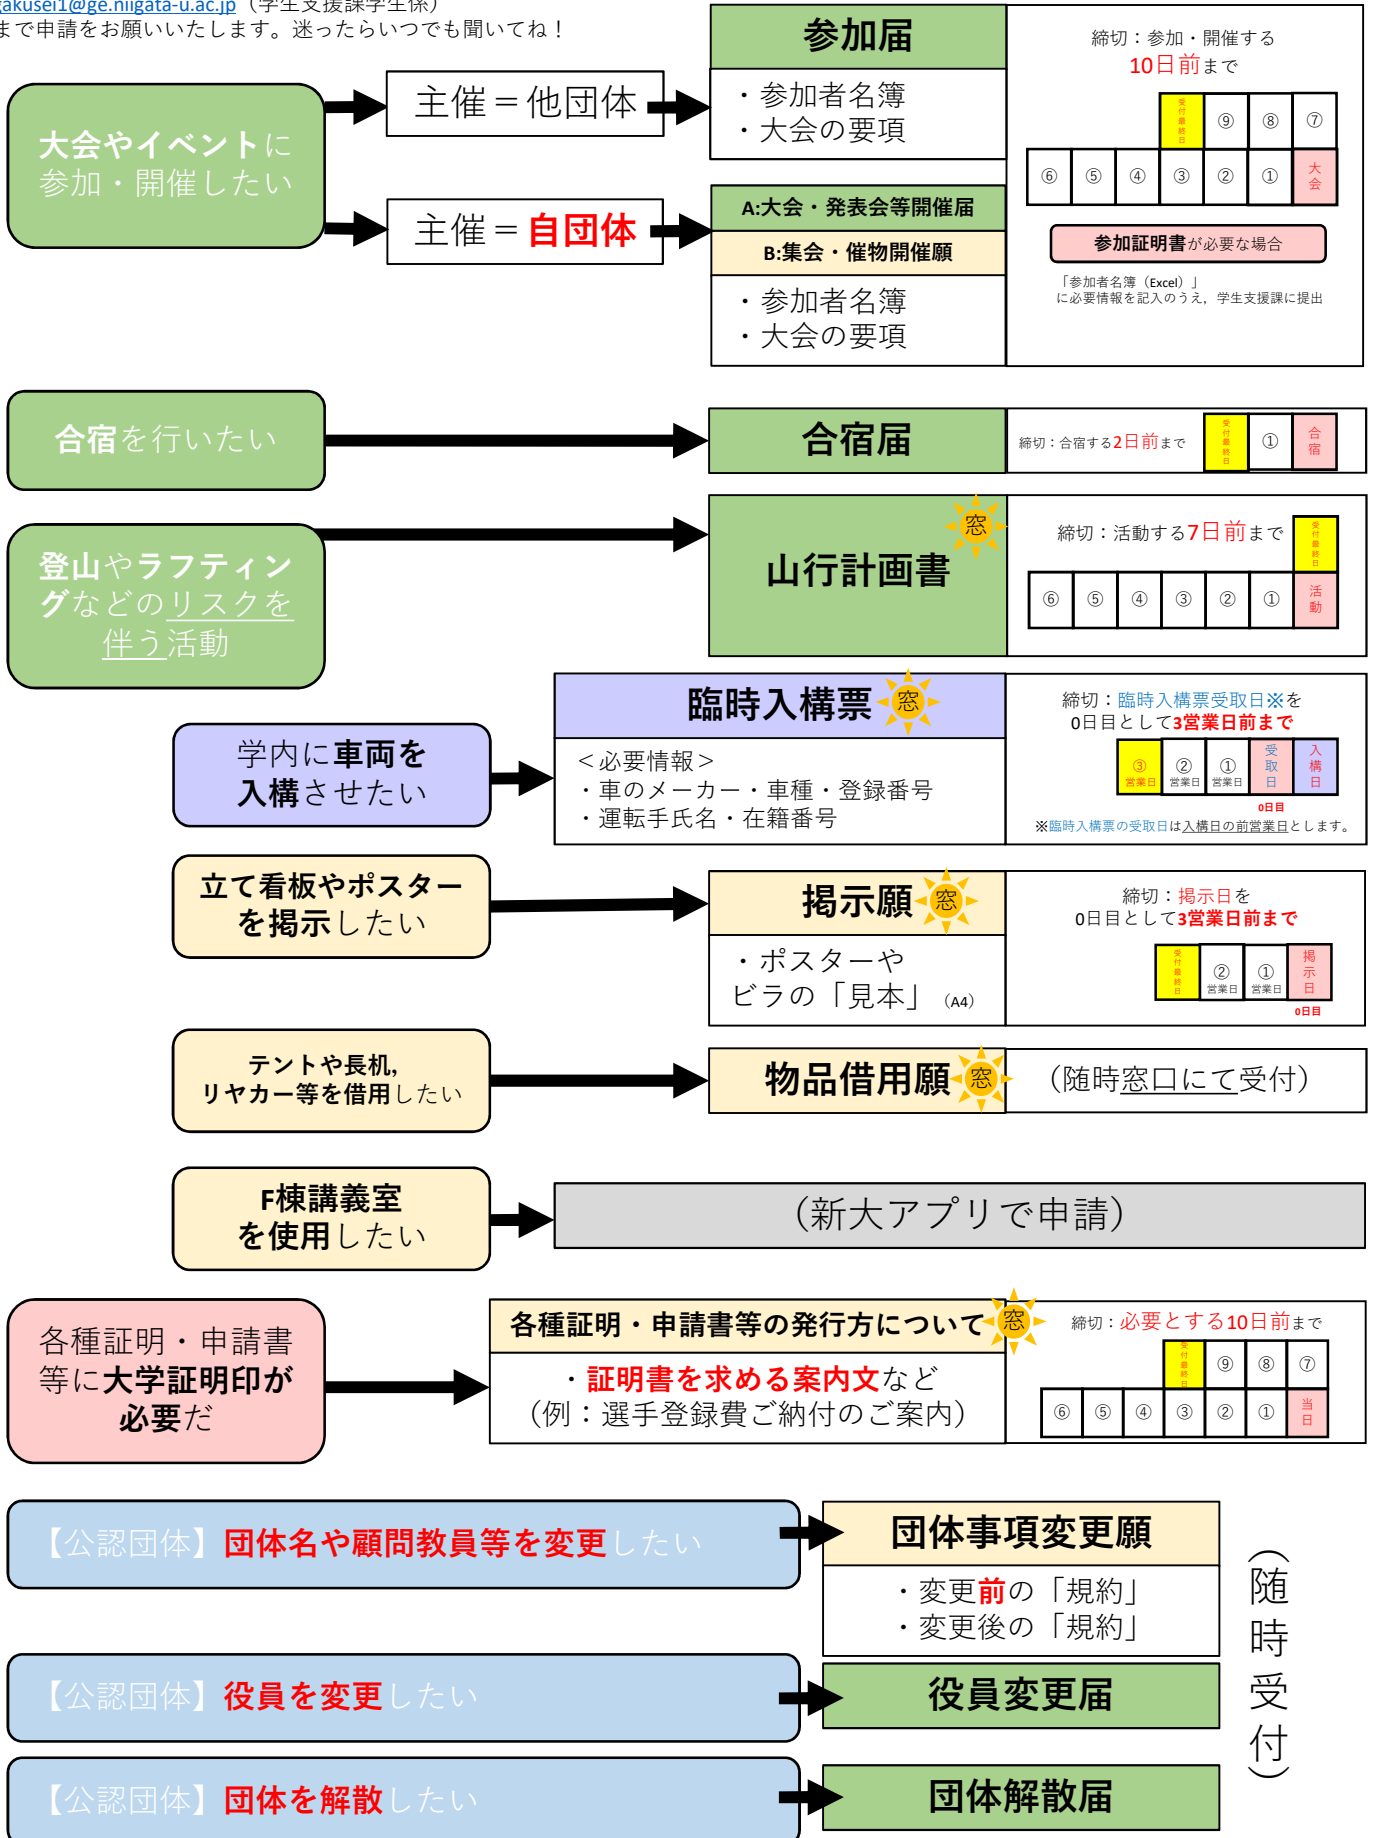 gakusei1@ge.niigata-u.ac.jp（学生支援課学生係）
まで申請をお願いいたします。迷ったらいつでも聞いてね！
大会やイベントに
参加・開催したい
主催＝他団体
参加届
・参加者名簿
・大会の要項
締切：参加・開催する
10日前まで
受付最終日
⑨
⑧
⑦
⑥
⑤
④
③
②
①
大会
主催＝自団体
A:大会・発表会等開催届
B:集会・催物開催願
・参加者名簿
・大会の要項
参加証明書が必要な場合
「参加者名簿（Excel）」
に必要情報を記入のうえ，学生支援課に提出
合宿を行いたい
合宿届
締切：合宿する2日前まで
受付最終日
①
合宿
登山やラフティン
グなどのリスクを
伴う活動
山行計画書
窓
締切：活動する7日前まで
受付最終日
⑥
⑤
④
③
②
①
活動
学内に車両を
入構させたい
臨時入構票
窓
＜必要情報＞
・車のメーカー・車種・登録番号
・運転手氏名・在籍番号
締切：臨時入構票受取日※を
0日目として3営業日前まで
③営業日
②営業日
①営業日
受取日
入構日
0日目
※臨時入構票の受取日は入構日の前営業日とします。
立て看板やポスター
を掲示したい
掲示願
窓
・ポスターや
ビラの「見本」（A4）
締切：掲示日を
0日目として3営業日前まで
受付最終日
②営業日
①営業日
掲示日
0日目
テントや長机，
リヤカー等を借用したい
物品借用願
窓
（随時窓口にて受付）
F棟講義室
を使用したい
（新大アプリで申請）
各種証明・申請書
等に大学証明印が
必要だ
各種証明・申請書等の発行方について
窓
・証明書を求める案内文など
（例：選手登録費ご納付のご案内）
締切：必要とする10日前まで
受付最終日
⑨
⑧
⑦
⑥
⑤
④
③
②
①
当日
【公認団体】団体名や顧問教員等を変更したい
団体事項変更願
・変更前の「規約」
・変更後の「規約」
【公認団体】役員を変更したい
役員変更届
【公認団体】団体を解散したい
団体解散届
（随時受付）